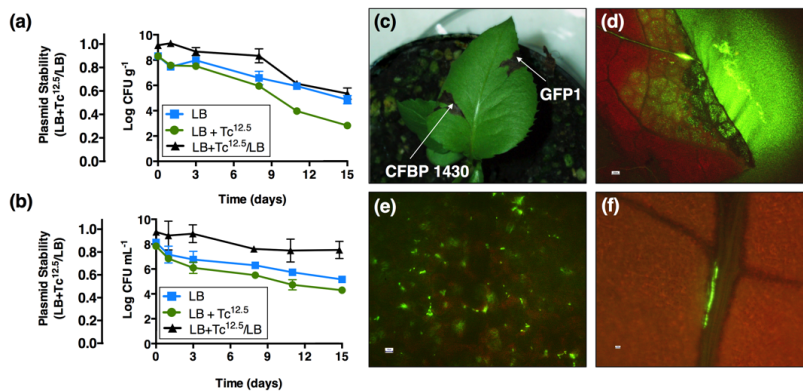 (a)
Plasmid Stability
(LB+Tc12.5/LB)
1.0
0.8
0.6
0.4
0.2
0.0
Log CFU g-1
10
8
6
4
2
0
LB
LB + Tc12.5
LB+Tc12.5/LB
0 3 6 9 12 15
Time (days)
(b)
Plasmid Stability
(LB+Tc12.5/LB)
1.0
0.8
0.6
0.4
0.2
0.0
Log CFU mL-1
10
8
6
4
2
0
LB
LB + Tc12.5
LB+Tc12.5/LB
0 3 6 9 12 15
Time (days)
(c)
GFP1
CFBP 1430
(d)
(e)
(f)